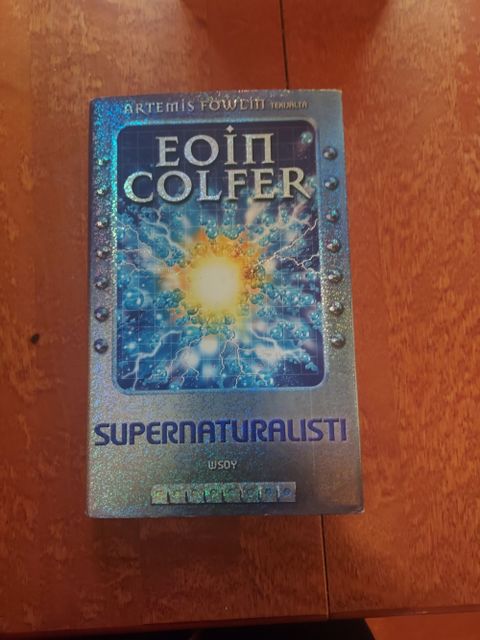 ARTEMIS FOWLIN TEKIJÄLTÄ
EOIN
COLFER
SUPERNATURALISTI
WSOY